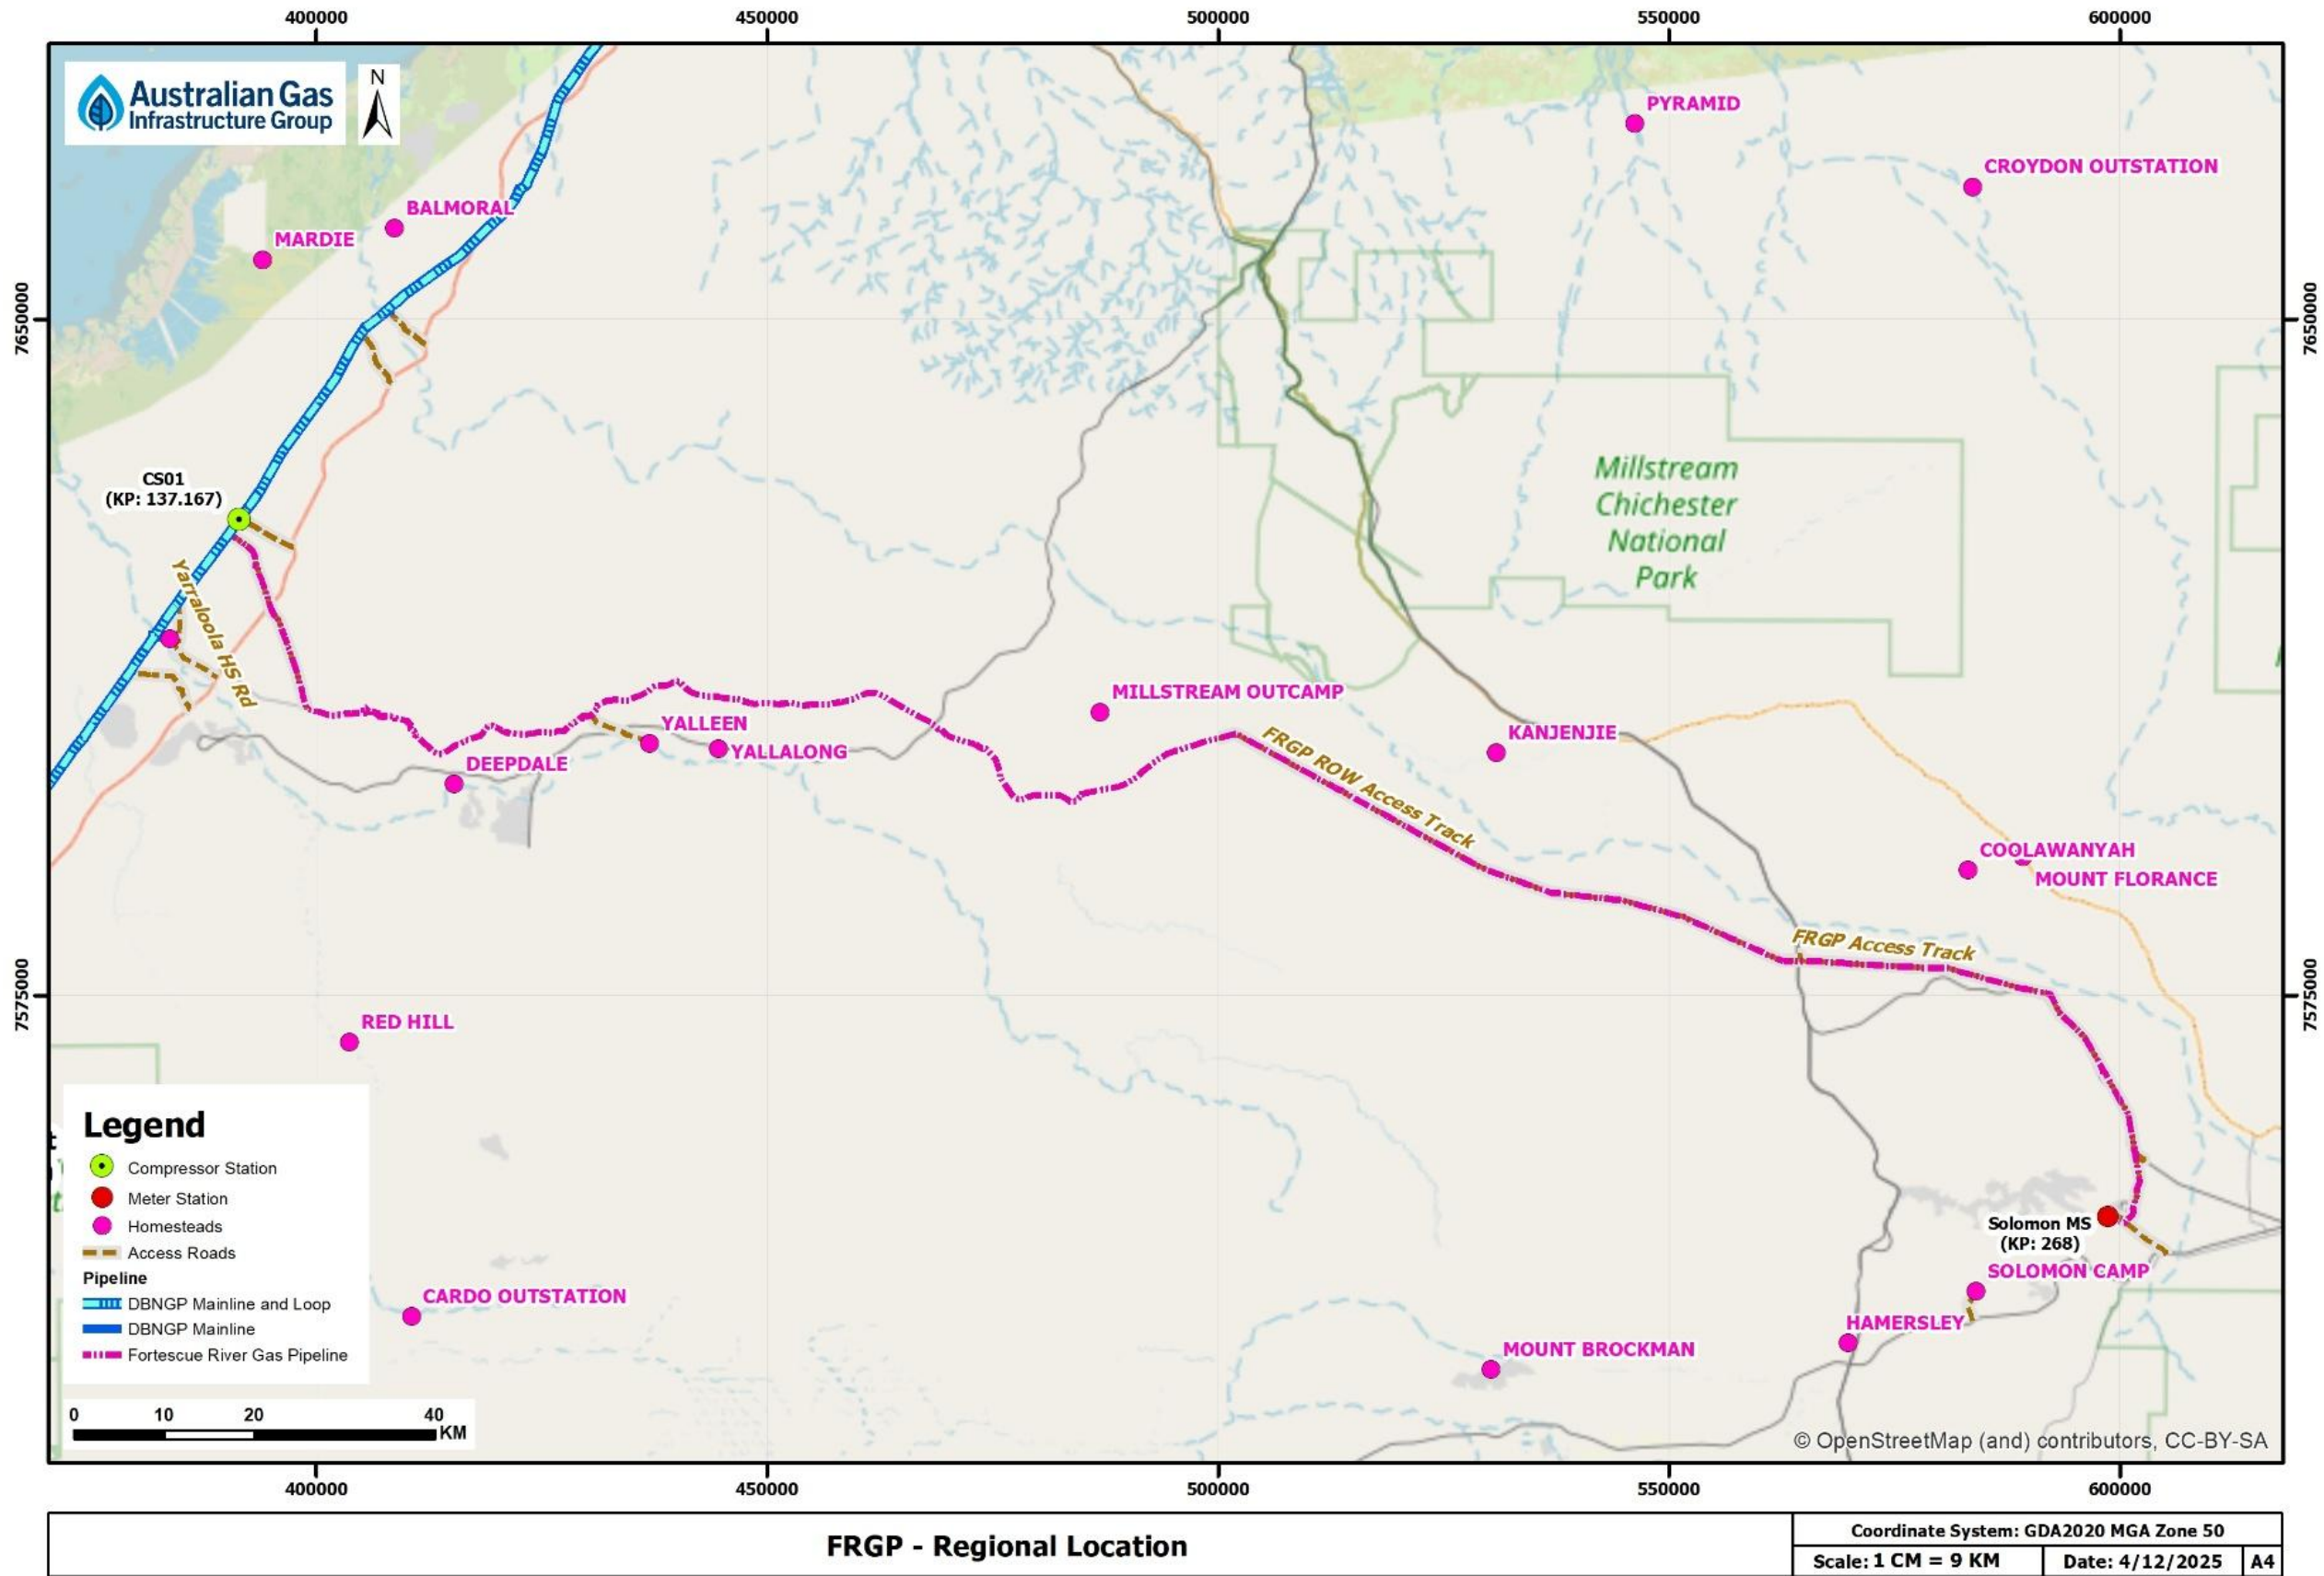 400000
450000
500000
550000
600000
Australian Gas
Infrastructure Group
N
PYRAMID
CROYDON OUTSTATION
BALMORAL
MARDIE
7650000
7650000
Millstream
Chichester
National
Park
CS01
(KP: 137.167)
Yarraloola HS Rd
MILLSTREAM OUTCAMP
YALLEEN
YALLALONG
KANJENJIE
FRGP ROW Access Track
DEEPDALE
COOLAWANYAH
MOUNT FLORANCE
FRGP Access Track
7575000
7575000
RED HILL
Legend
Compressor Station
Meter Station
Homesteads
Access Roads
Pipeline
DBNGP Mainline and Loop
DBNGP Mainline
Fortescue River Gas Pipeline
Solomon MS
(KP: 268)
SOLOMON CAMP
CARDO OUTSTATION
HAMERSLEY
MOUNT BROCKMAN
0 10 20 40
KM
© OpenStreetMap (and) contributors, CC-BY-SA
400000
450000
500000
550000
600000
FRGP - Regional Location
Coordinate System: GDA2020 MGA Zone 50
Scale: 1 CM = 9 KM
Date: 4/12/2025
A4